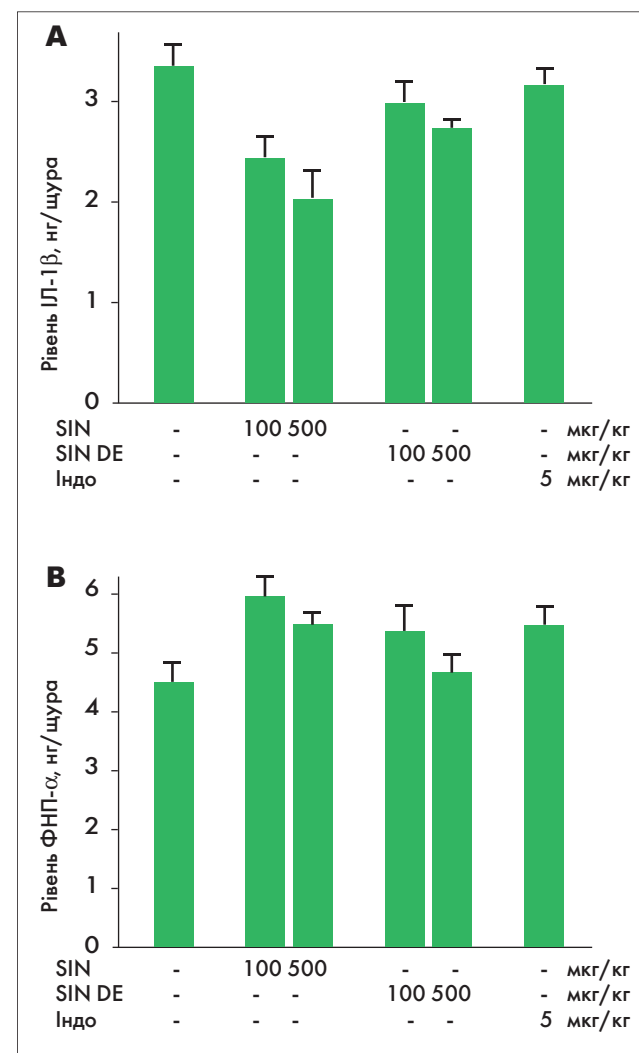 A
Рівень ІЛ-1β, нг/щура
3
2
1
0
SIN - 100 500 - - - мкг/кг
SIN DE - - - 100 500 - мкг/кг
Індо - - - - - 5 мкг/кг
B
Рівень ФНП-α, нг/щура
6
5
4
3
2
1
0
SIN - 100 500 - - - мкг/кг
SIN DE - - - 100 500 - мкг/кг
Індо - - - - - 5 мкг/кг